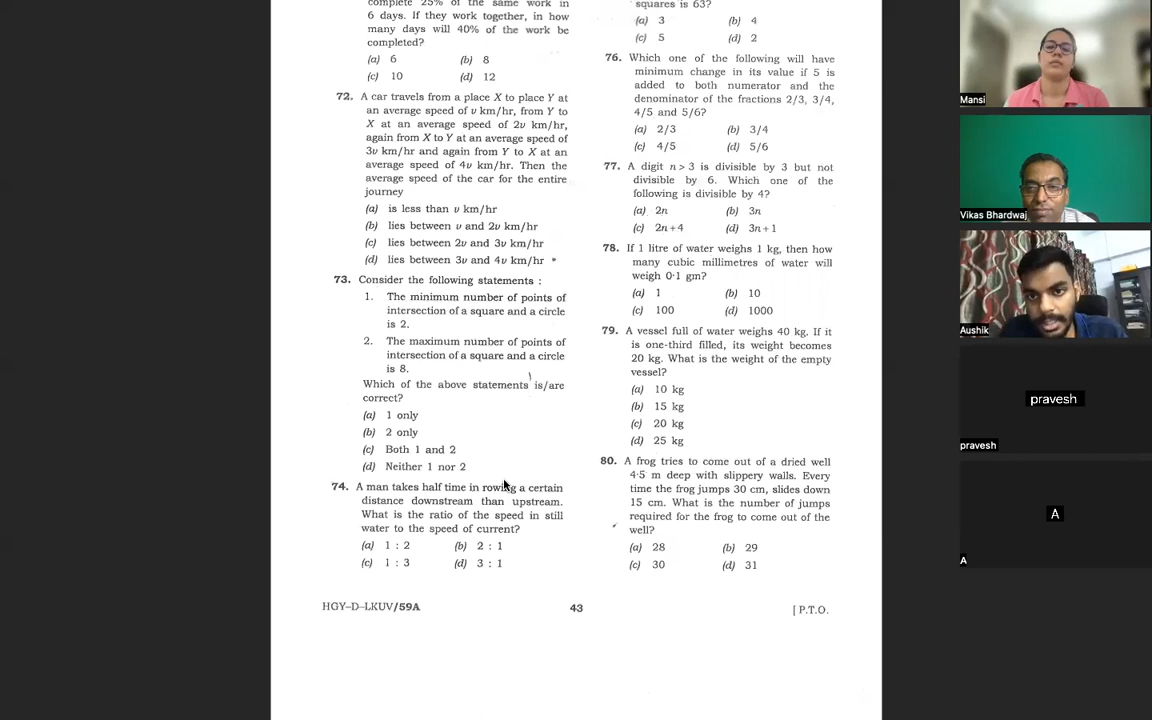 complete 25% of the same work in
6 days. If they work together, in how
many days will 40% of the work be
completed?
(a) 6 (b) 8
(c) 10 (d) 12
72. A car travels from a place X to place Y at
an average speed of v km/hr, from Y to
X at an average speed of 2v km/hr,
again from X to Y at an average speed of
3v km/hr and again from Y to X at an
average speed of 4v km/hr. Then the
average speed of the car for the entire
journey
(a) is less than v km/hr
(b) lies between v and 2v km/hr
(c) lies between 2v and 3v km/hr
(d) lies between 3v and 4v km/hr
73. Consider the following statements :
1. The minimum number of points of
intersection of a square and a circle
is 2.
2. The maximum number of points of
intersection of a square and a circle
is 8.
Which of the above statements is/are
correct?
(a) 1 only
(b) 2 only
(c) Both 1 and 2
(d) Neither 1 nor 2
74. A man takes half time in rowing a certain
distance downstream than upstream.
What is the ratio of the speed in still
water to the speed of current?
(a) 1 : 2 (b) 2 : 1
(c) 1 : 3 (d) 3 : 1
squares is 63?
(a) 3 (b) 4
(c) 5 (d) 2
76. Which one of the following will have
minimum change in its value if 5 is
added to both numerator and the
denominator of the fractions 2/3, 3/4,
4/5 and 5/6?
(a) 2/3 (b) 3/4
(c) 4/5 (d) 5/6
77. A digit n > 3 is divisible by 3 but not
divisible by 6. Which one of the
following is divisible by 4?
(a) 2n (b) 3n
(c) 2n+4 (d) 3n+1
78. If 1 litre of water weighs 1 kg, then how
many cubic millimetres of water will
weigh 0·1 gm?
(a) 1 (b) 10
(c) 100 (d) 1000
79. A vessel full of water weighs 40 kg. If it
is one-third filled, its weight becomes
20 kg. What is the weight of the empty
vessel?
(a) 10 kg
(b) 15 kg
(c) 20 kg
(d) 25 kg
80. A frog tries to come out of a dried well
4·5 m deep with slippery walls. Every
time the frog jumps 30 cm, slides down
15 cm. What is the number of jumps
required for the frog to come out of the
well?
(a) 28 (b) 29
(c) 30 (d) 31
HGY–D–LKUV/59A
43
[ P.T.O.
Mansi
Vikas Bhardwaj
Aushik
pravesh
pravesh
A
A